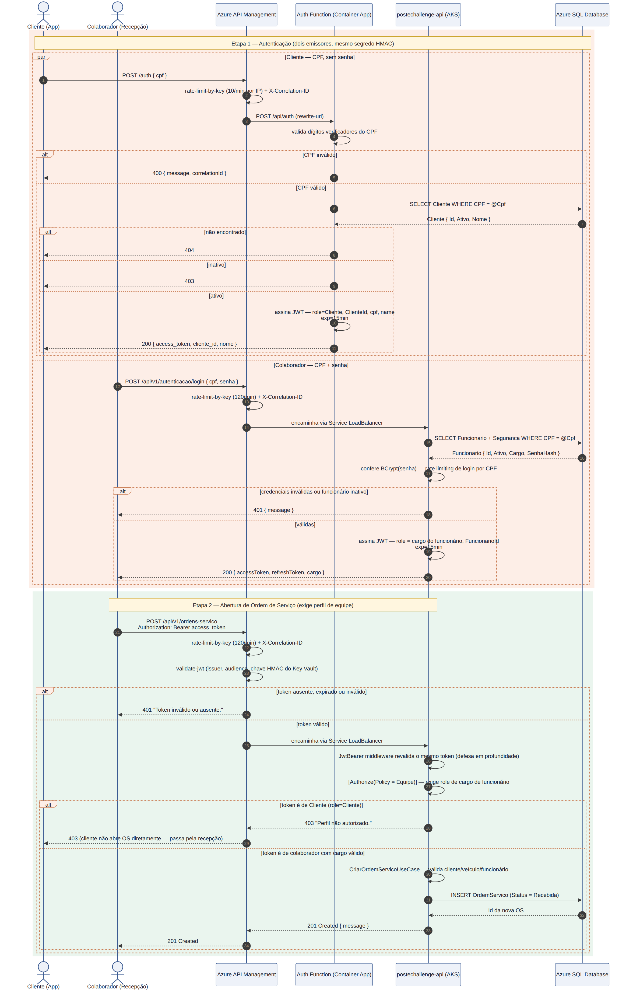 Cliente (App)
Colaborador (Recepção)
Azure API Management
Auth Function (Container App)
postechallenge-api (AKS)
Azure SQL Database
Etapa 1 — Autenticação (dois emissores, mesmo segredo HMAC)
par
[Cliente — CPF, sem senha]
POST /auth { cpf }
1
rate-limit-by-key (10/min por IP) + X-Correlation-ID
2
POST /api/auth (rewrite-uri)
3
valida dígitos verificadores do CPF
4
alt
[CPF inválido]
400 { message, correlationId }
5
[CPF válido]
SELECT Cliente WHERE CPF = @Cpf
6
Cliente { Id, Ativo, Nome }
7
alt
[não encontrado]
404
8
[inativo]
403
9
[ativo]
assina JWT — role=Cliente, ClienteId, cpf, name
exp=15min
10
200 { access_token, cliente_id, nome }
11
[Colaborador — CPF + senha]
POST /api/v1/autenticacao/login { cpf, senha }
12
rate-limit-by-key (120/min) + X-Correlation-ID
13
encaminha via Service LoadBalancer
14
SELECT Funcionario + Seguranca WHERE CPF = @Cpf
15
Funcionario { Id, Ativo, Cargo, SenhaHash }
16
confere BCrypt(senha) — rate limiting de login por CPF
17
alt
[credenciais inválidas ou funcionário inativo]
401 { message }
18
[válidas]
assina JWT — role = cargo do funcionário, FuncionarioId
exp=15min
19
200 { accessToken, refreshToken, cargo }
20
Etapa 2 — Abertura de Ordem de Serviço (exige perfil de equipe)
POST /api/v1/ordens-servico
Authorization: Bearer access_token
21
rate-limit-by-key (120/min) + X-Correlation-ID
22
validate-jwt (issuer, audience, chave HMAC do Key Vault)
23
alt
[token ausente, expirado ou inválido]
401 "Token inválido ou ausente."
24
[token válido]
encaminha via Service LoadBalancer
25
JwtBearer middleware revalida o mesmo token (defesa em profundidade)
26
[Authorize(Policy = Equipe)] — exige role de cargo de funcionário
27
alt
[token é de Cliente (role=Cliente)]
403 "Perfil não autorizado."
28
403 (cliente não abre OS diretamente — passa pela recepção)
29
[token é de colaborador com cargo válido]
CriarOrdemServicoUseCase — valida cliente/veículo/funcionário
30
INSERT OrdemServico (Status = Recebida)
31
Id da nova OS
32
201 Created { message }
33
201 Created
34
Cliente (App)
Colaborador (Recepção)
Azure API Management
Auth Function (Container App)
postechallenge-api (AKS)
Azure SQL Database